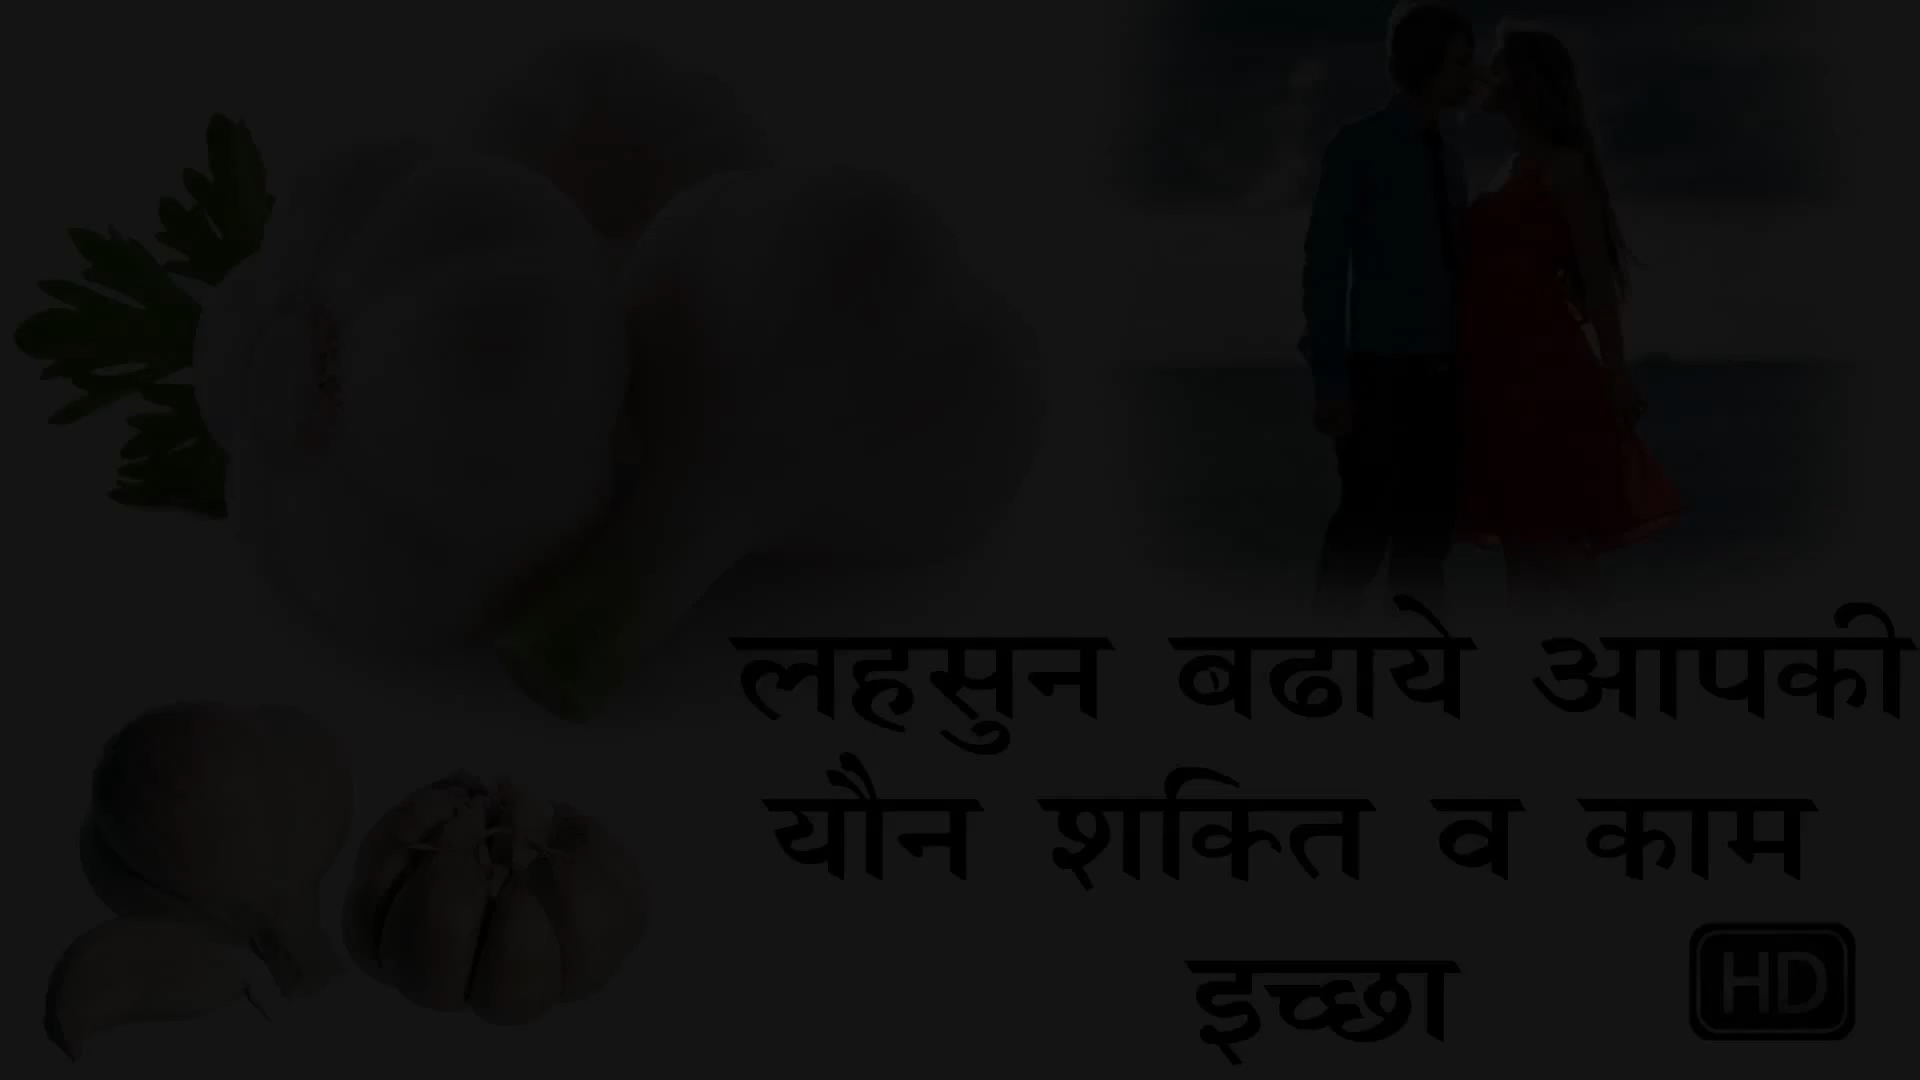 लहसुन बढाये आपकी
यौन शक्ति व काम
इच्छा
HD